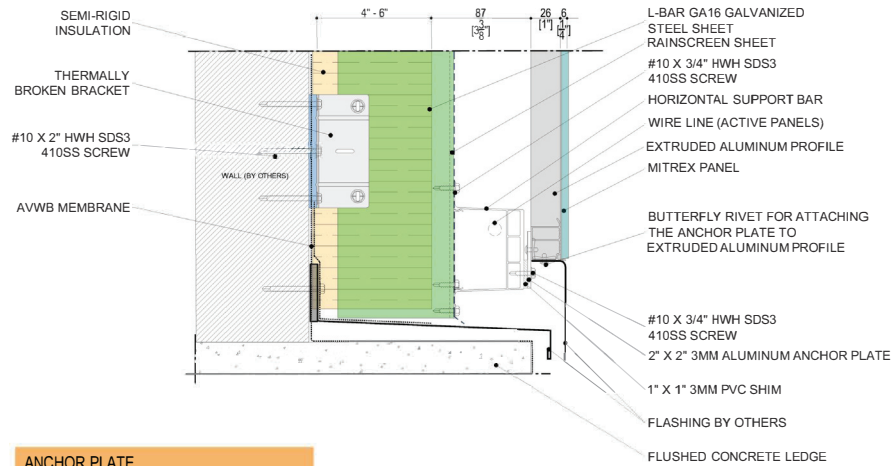 4" - 6"
87
[3 3/8"]
26
[1"]
6
[1/4"]
SEMI-RIGID
INSULATION
THERMALLY
BROKEN BRACKET
#10 X 2" HWH SDS3
410SS SCREW
WALL (BY OTHERS)
AVWB MEMBRANE
L-BAR GA16 GALVANIZED
STEEL SHEET
RAINSCREEN SHEET
#10 X 3/4" HWH SDS3
410SS SCREW
HORIZONTAL SUPPORT BAR
WIRE LINE (ACTIVE PANELS)
EXTRUDED ALUMINUM PROFILE
MITREX PANEL
BUTTERFLY RIVET FOR ATTACHING
THE ANCHOR PLATE TO
EXTRUDED ALUMINUM PROFILE
#10 X 3/4" HWH SDS3
410SS SCREW
2" X 2" 3MM ALUMINUM ANCHOR PLATE
1" X 1" 3MM PVC SHIM
FLASHING BY OTHERS
FLUSHED CONCRETE LEDGE
ANCHOR PLATE